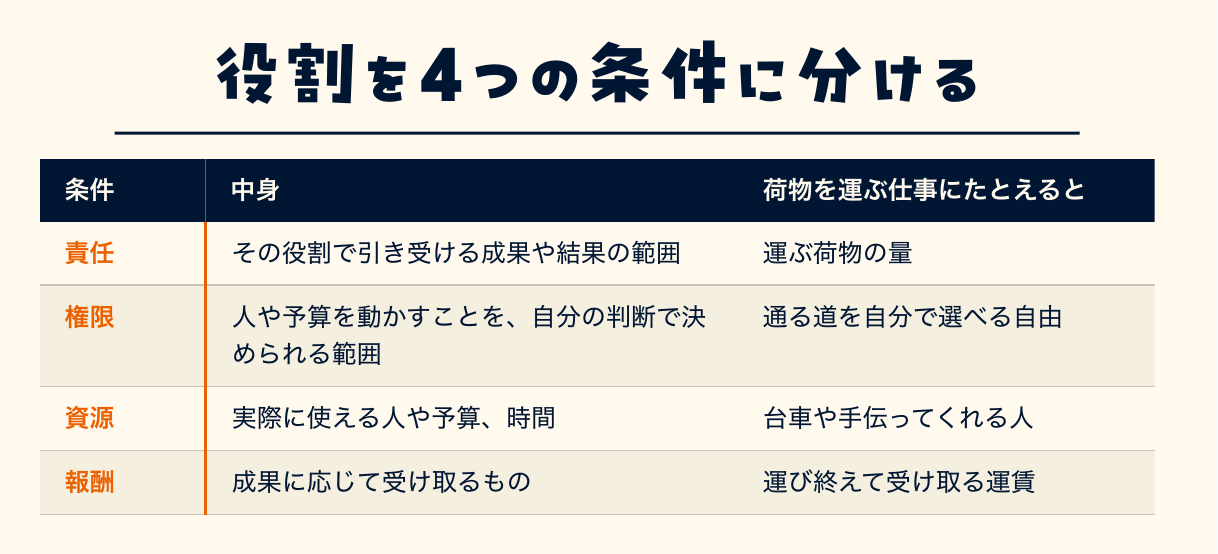 役割を4つの条件に分ける
条件 中身 荷物を運ぶ仕事にたとえると
責任 その役割で引き受ける成果や結果の範囲 運ぶ荷物の量
権限 人や予算を動かすことを、自分の判断で決 通る道を自分で選べる自由
められる範囲
資源 実際に使える人や予算、時間 台車や手伝ってくれる人
報酬 成果に応じて受け取るもの 運び終えて受け取る運賃